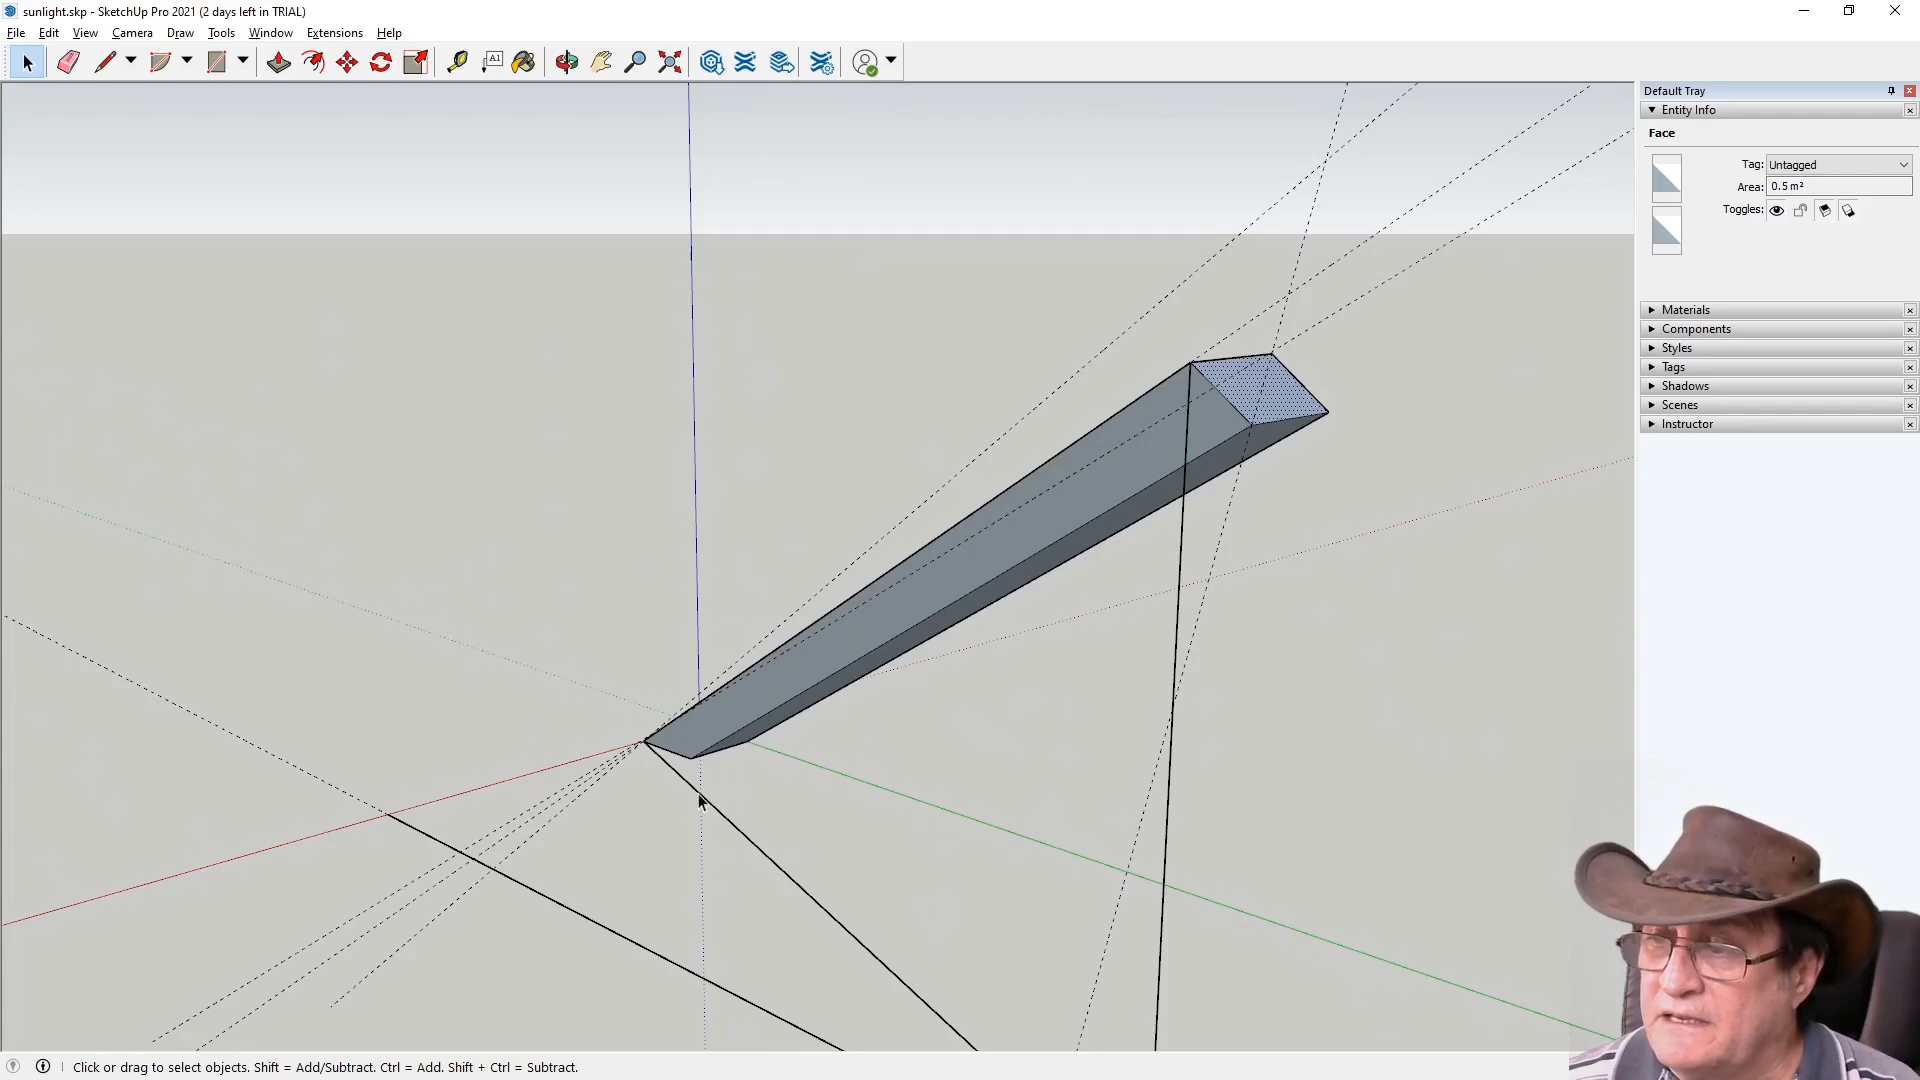 sunlight.skp - SketchUp Pro 2021 (2 days left in TRIAL)
File Edit View Camera Draw Tools Window Extensions Help
A1
Default Tray
Entity Info
Face
Tag: Untagged
Area: 0.5 m²
Toggles:
Materials
Components
Styles
Tags
Shadows
Scenes
Instructor
Click or drag to select objects. Shift = Add/Subtract. Ctrl = Add. Shift + Ctrl = Subtract.